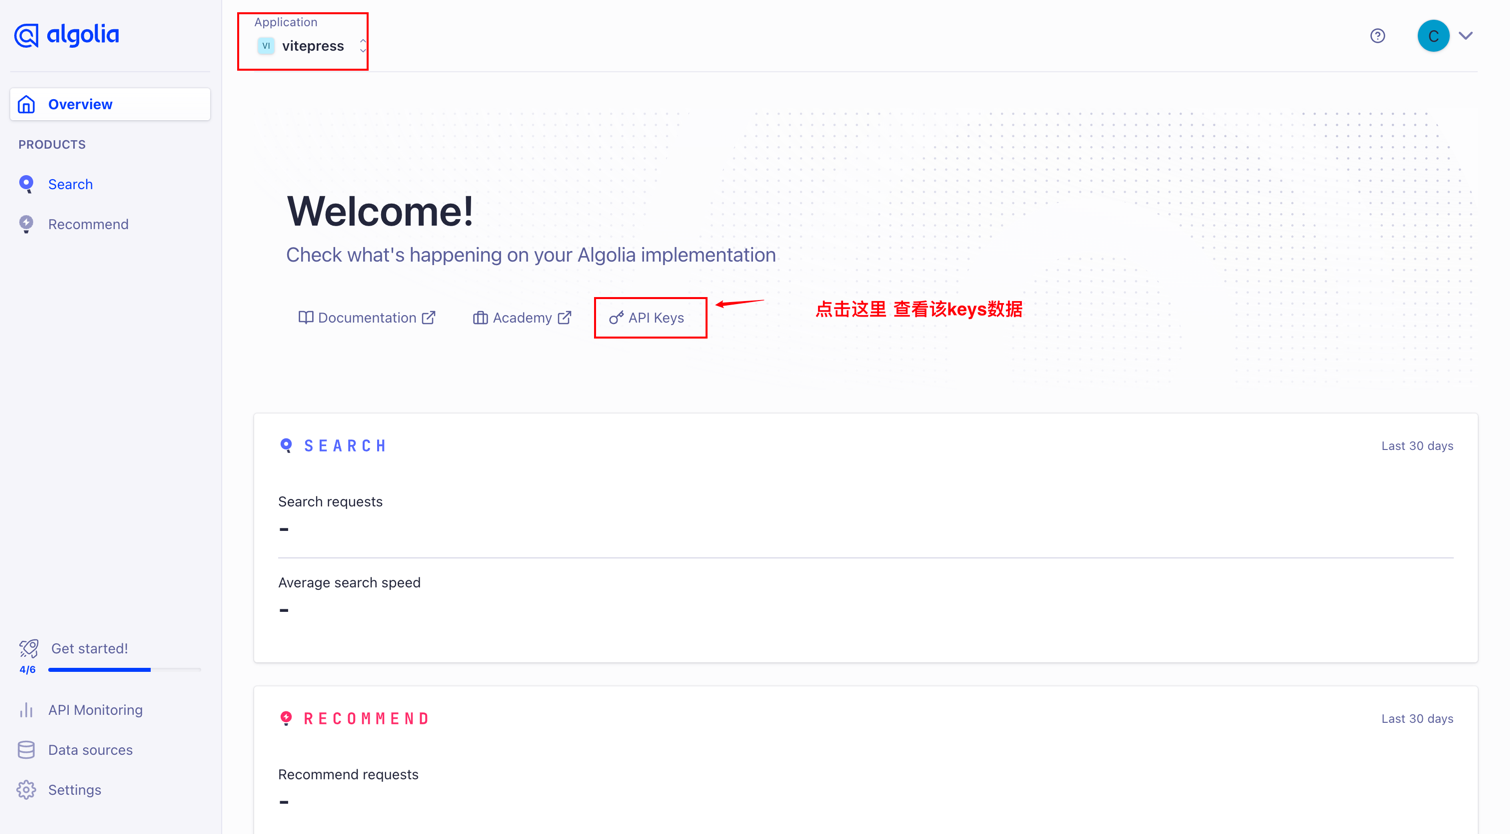 algolia
Application
VI vitepress
C
Overview
PRODUCTS
Search
Recommend
Welcome!
Check what's happening on your Algolia implementation
Documentation
Academy
API Keys
点击这里 查看该keys数据
SEARCH
Last 30 days
Search requests
-
Average search speed
-
RECOMMEND
Last 30 days
Recommend requests
-
Get started!
4/6
API Monitoring
Data sources
Settings